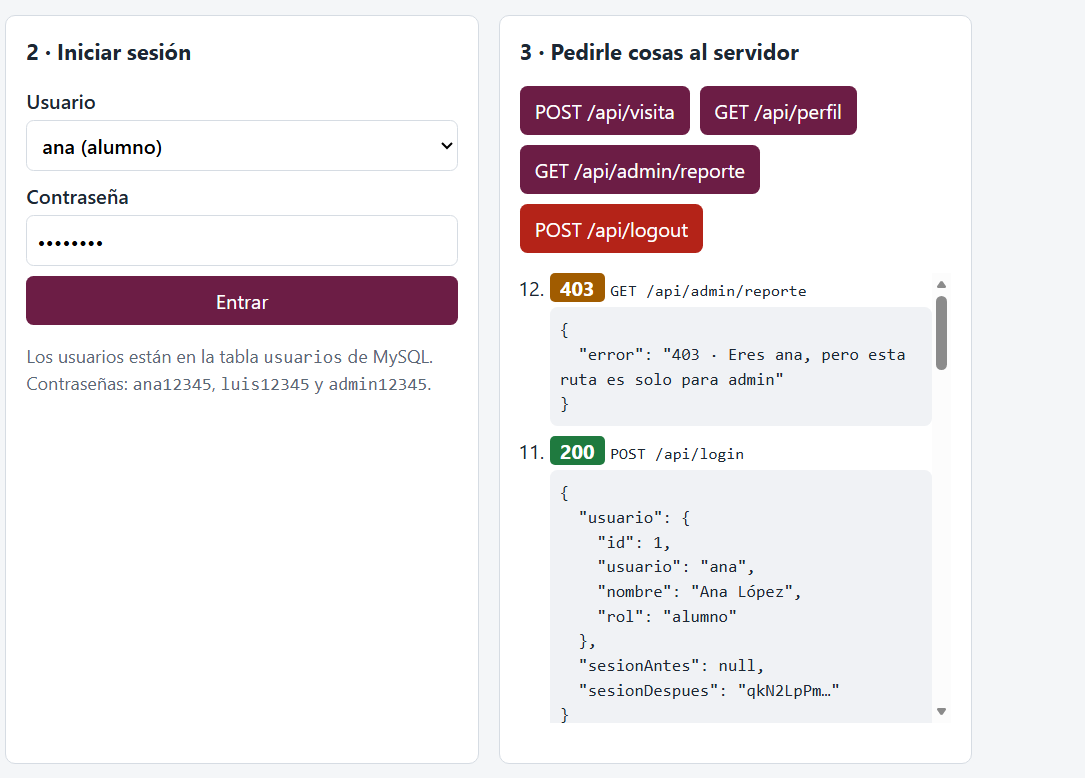 2 · Iniciar sesión
Usuario
ana (alumno)
Contraseña
••••••••
Entrar
Los usuarios están en la tabla usuarios de MySQL.
Contraseñas: ana12345, luis12345 y admin12345.
3 · Pedirle cosas al servidor
POST /api/visita
GET /api/perfil
GET /api/admin/reporte
POST /api/logout
12. 403 GET /api/admin/reporte
{
"error": "403 · Eres ana, pero esta
ruta es solo para admin"
}
11. 200 POST /api/login
{
"usuario": {
"id": 1,
"usuario": "ana",
"nombre": "Ana López",
"rol": "alumno"
},
"sesionAntes": null,
"sesionDespues": "qkN2LpPm…"
}